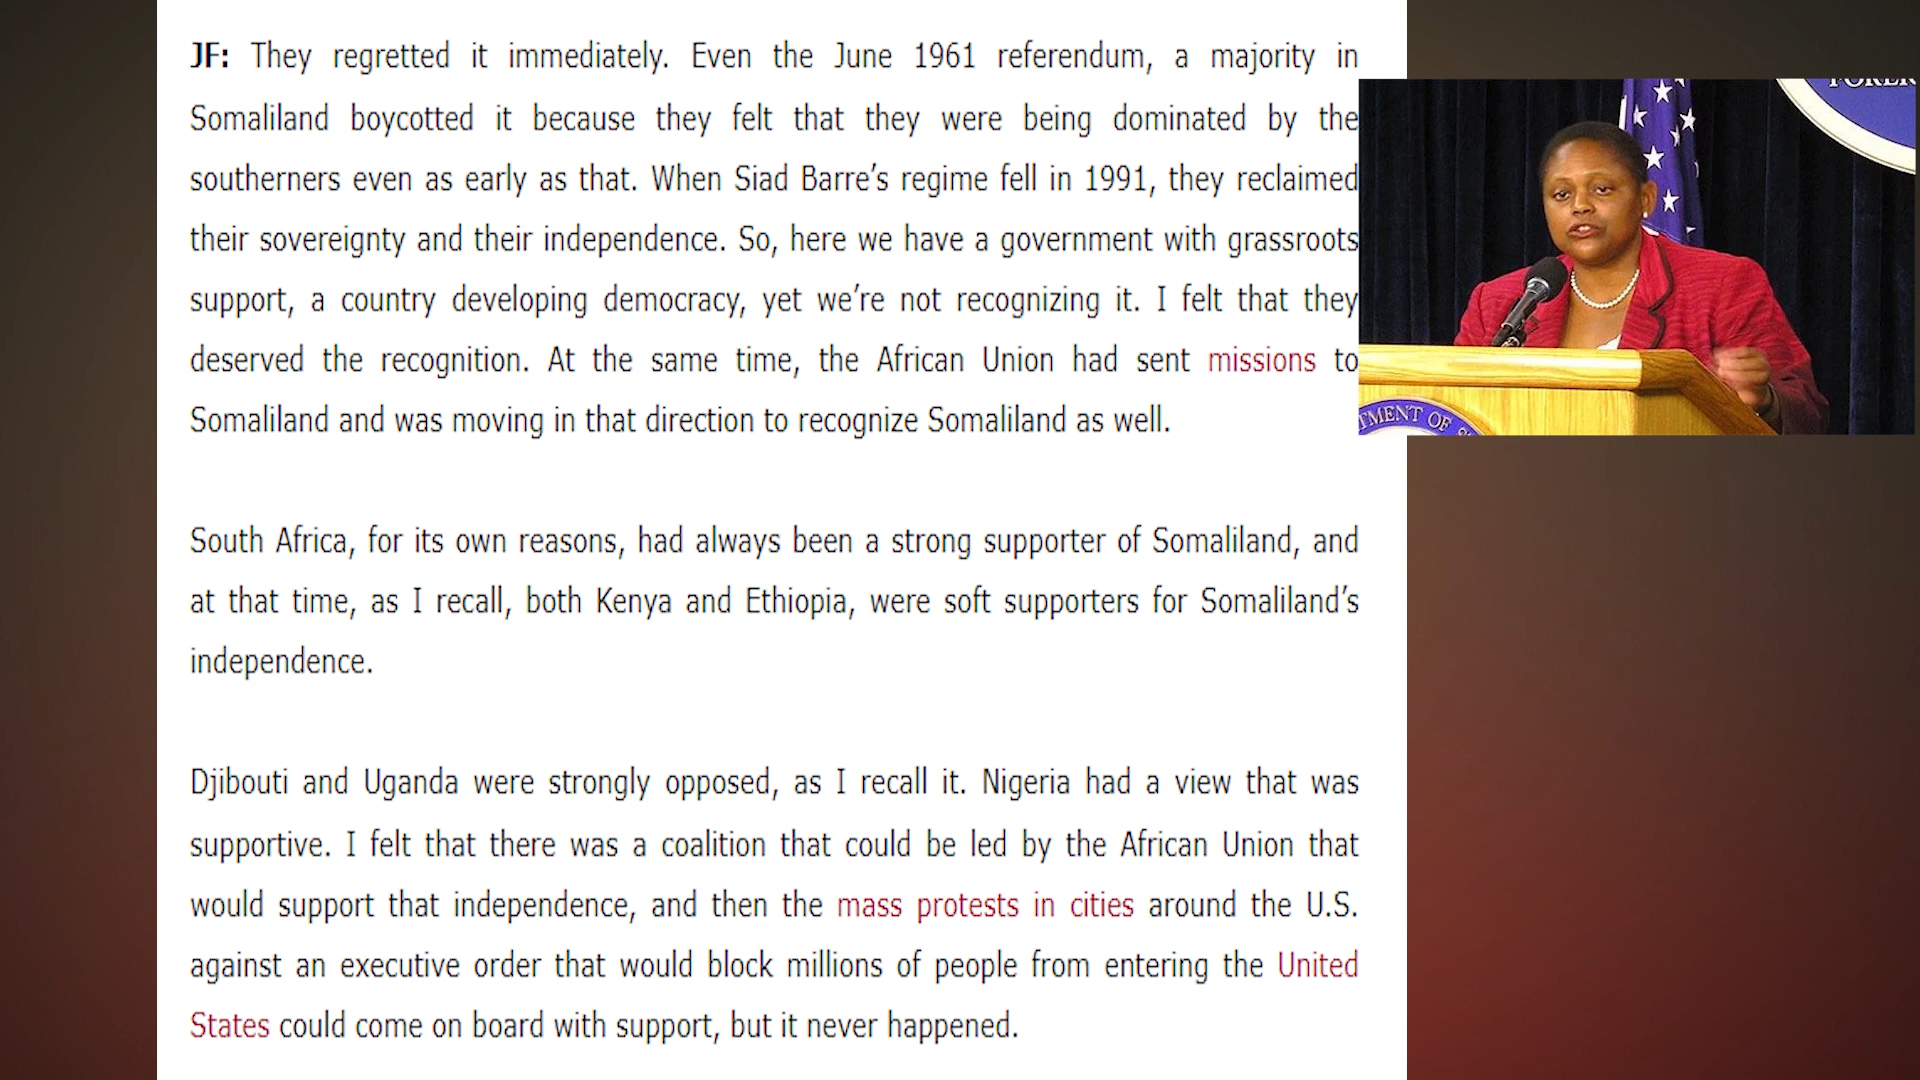 JF: They regretted it immediately. Even the June 1961 referendum, a majority in
Somaliland boycotted it because they felt that they were being dominated by the
southerners even as early as that. When Siad Barre’s regime fell in 1991, they reclaimed
their sovereignty and their independence. So, here we have a government with grassroots
support, a country developing democracy, yet we’re not recognizing it. I felt that they
deserved the recognition. At the same time, the African Union had sent missions to
Somaliland and was moving in that direction to recognize Somaliland as well.
South Africa, for its own reasons, had always been a strong supporter of Somaliland, and
at that time, as I recall, both Kenya and Ethiopia, were soft supporters for Somaliland’s
independence.
Djibouti and Uganda were strongly opposed, as I recall it. Nigeria had a view that was
supportive. I felt that there was a coalition that could be led by the African Union that
would support that independence, and then the mass protests in cities around the U.S.
against an executive order that would block millions of people from entering the United
States could come on board with support, but it never happened.
TMENT OF